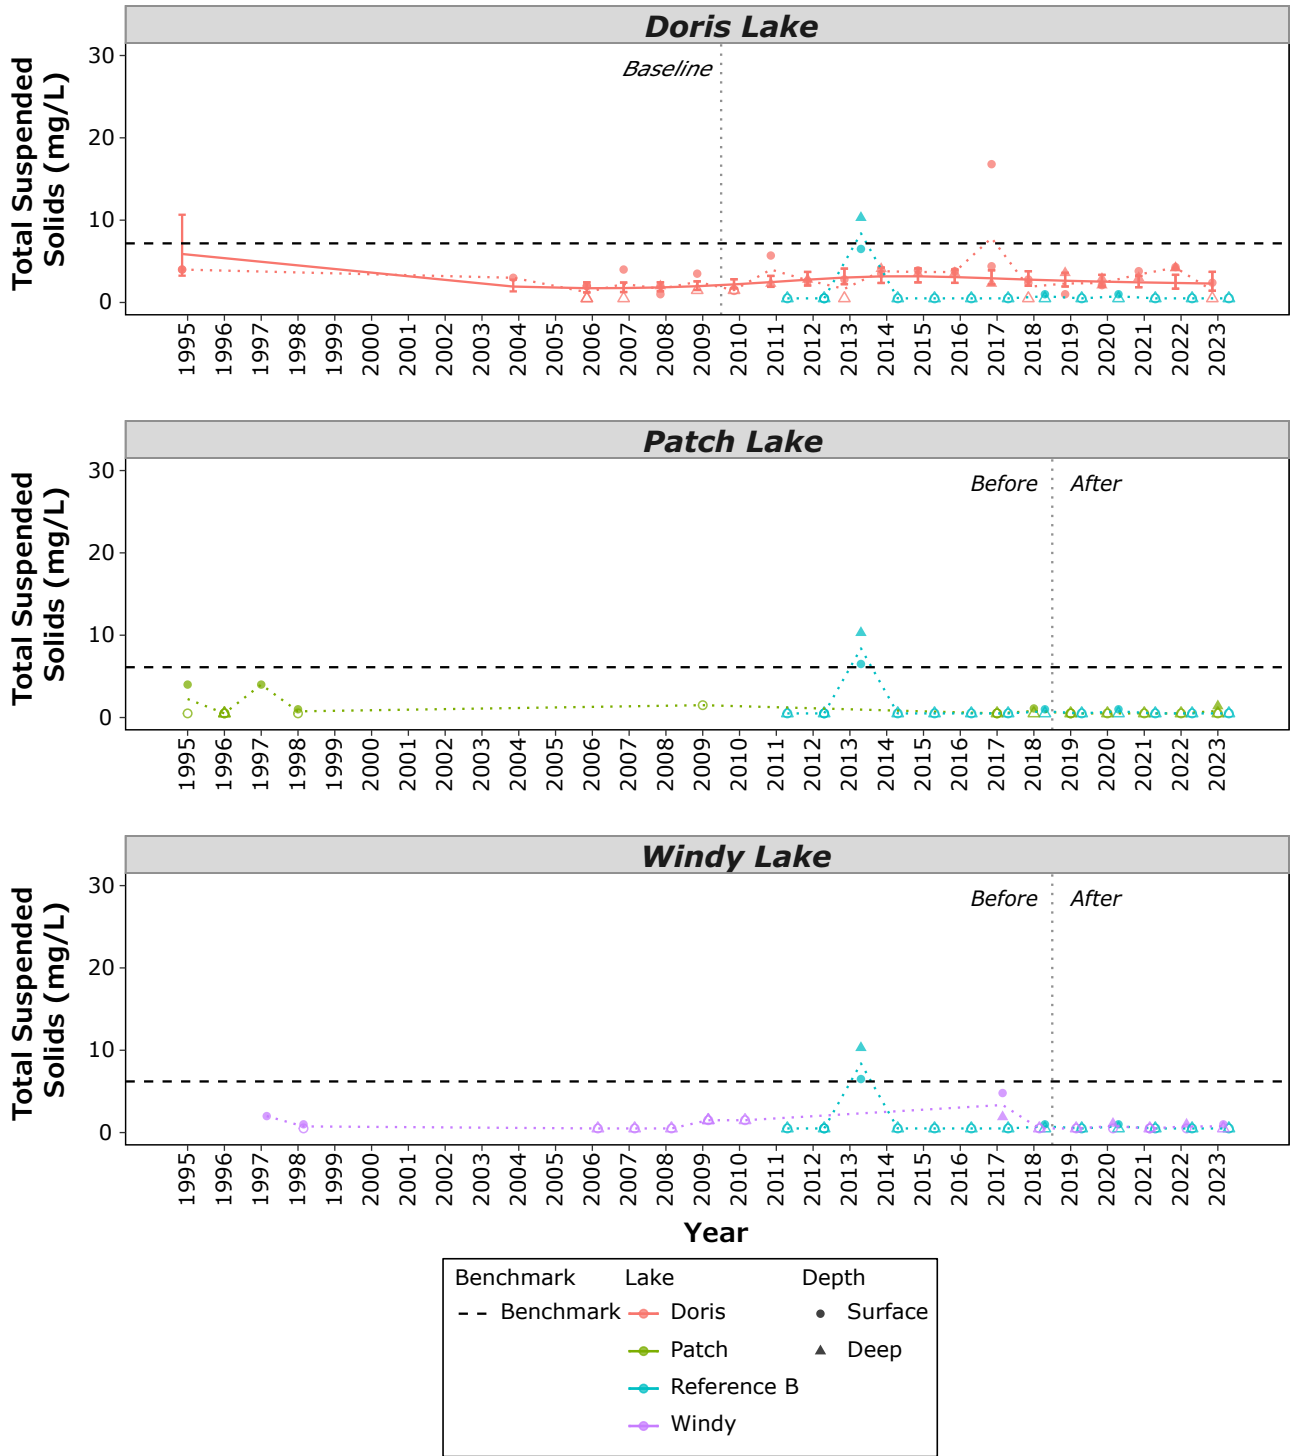 Doris Lake
Total Suspended
Solids (mg/L)
30
20
10
0
Baseline
1995 1996 1997 1998 1999 2000 2001 2002 2003 2004 2005 2006 2007 2008 2009 2010 2011 2012 2013 2014 2015 2016 2017 2018 2019 2020 2021 2022 2023
Patch Lake
Total Suspended
Solids (mg/L)
30
20
10
0
Before After
1995 1996 1997 1998 1999 2000 2001 2002 2003 2004 2005 2006 2007 2008 2009 2010 2011 2012 2013 2014 2015 2016 2017 2018 2019 2020 2021 2022 2023
Windy Lake
Total Suspended
Solids (mg/L)
30
20
10
0
Before After
1995 1996 1997 1998 1999 2000 2001 2002 2003 2004 2005 2006 2007 2008 2009 2010 2011 2012 2013 2014 2015 2016 2017 2018 2019 2020 2021 2022 2023
Year
Benchmark
Benchmark
Lake
Doris
Patch
Reference B
Windy
Depth
Surface
Deep